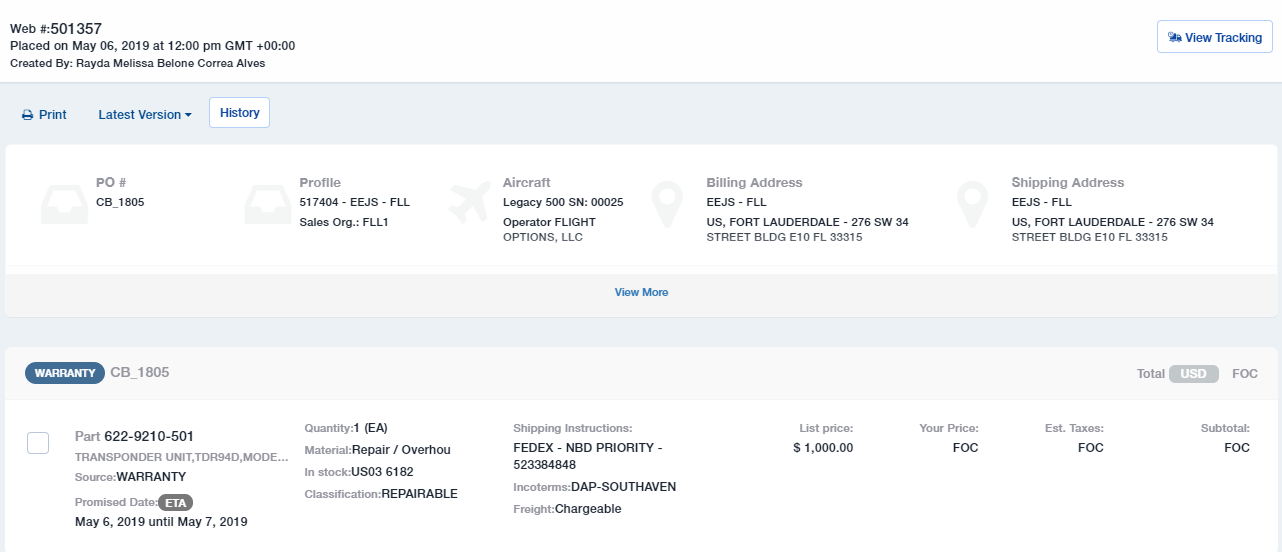 Web #:501357
Placed on May 06, 2019 at 12:00 pm GMT +00:00
Created By: Rayda Melissa Belone Correa Alves
View Tracking
Print
Latest Version
History
PO #
CB_1805
Profile
517404 - EEJS - FLL
Sales Org.: FLL1
Aircraft
Legacy 500 SN: 00025
Operator FLIGHT
OPTIONS, LLC
Billing Address
EEJS - FLL
US, FORT LAUDERDALE - 276 SW 34
STREET BLDG E10 FL 33315
Shipping Address
EEJS - FLL
US, FORT LAUDERDALE - 276 SW 34
STREET BLDG E10 FL 33315
View More
WARRANTY CB_1805
Total USD FOC
Part 622-9210-501
TRANSPONDER UNIT,TDR94D,MODE...
Source:WARRANTY
Promised Date: ETA
May 6, 2019 until May 7, 2019
Quantity:1 (EA)
Material:Repair / Overhou
In stock:US03 6182
Classification:REPAIRABLE
Shipping Instructions:
FEDEX - NBD PRIORITY -
523384848
Incoterms:DAP-SOUTHAVEN
Freight:Chargeable
List price:
$ 1,000.00
Your Price:
FOC
Est. Taxes:
FOC
Subtotal:
FOC